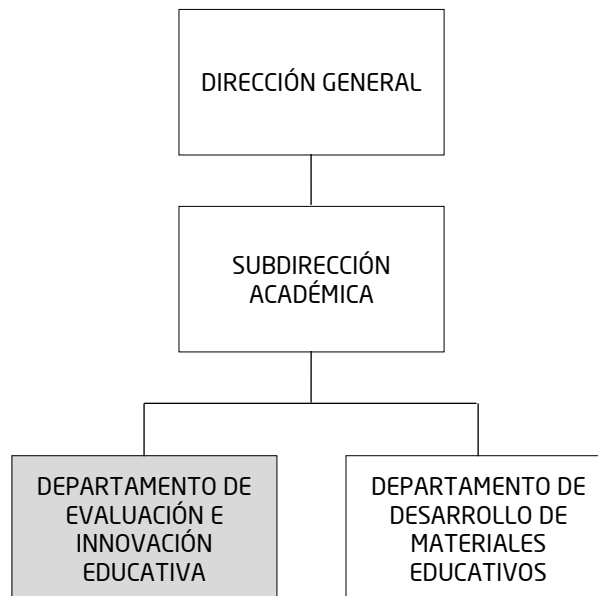 DIRECCIÓN GENERAL
SUBDIRECCIÓN
ACADÉMICA
DEPARTAMENTO DE
EVALUACIÓN E
INNOVACIÓN
EDUCATIVA
DEPARTAMENTO DE
DESARROLLO DE
MATERIALES
EDUCATIVOS